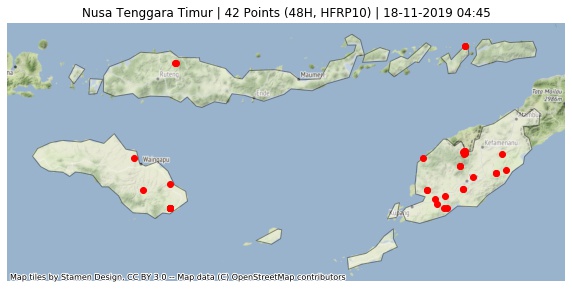 Nusa Tenggara Timur | 42 Points (48H, HFRP10) | 18-11-2019 04:45
Ruteng
Maumere
Ende
Kefamenanu
Waingapu
Kupang
Map tiles by Stamen Design, CC BY 3.0 -- Map data (C) OpenStreetMap contributors